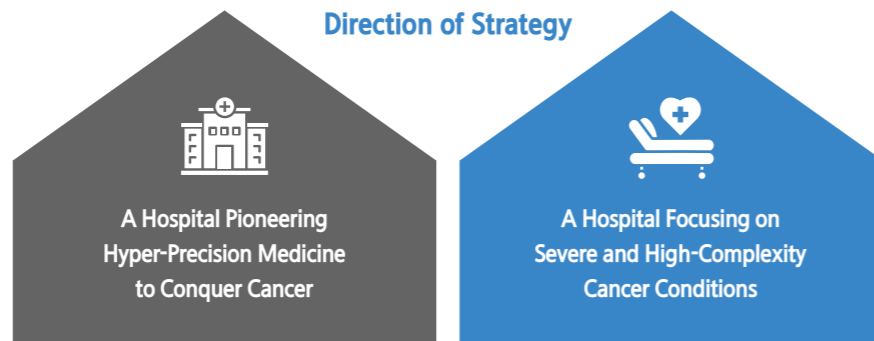 Direction of Strategy
A Hospital Pioneering
Hyper-Precision Medicine
to Conquer Cancer
A Hospital Focusing on
Severe and High-Complexity
Cancer Conditions